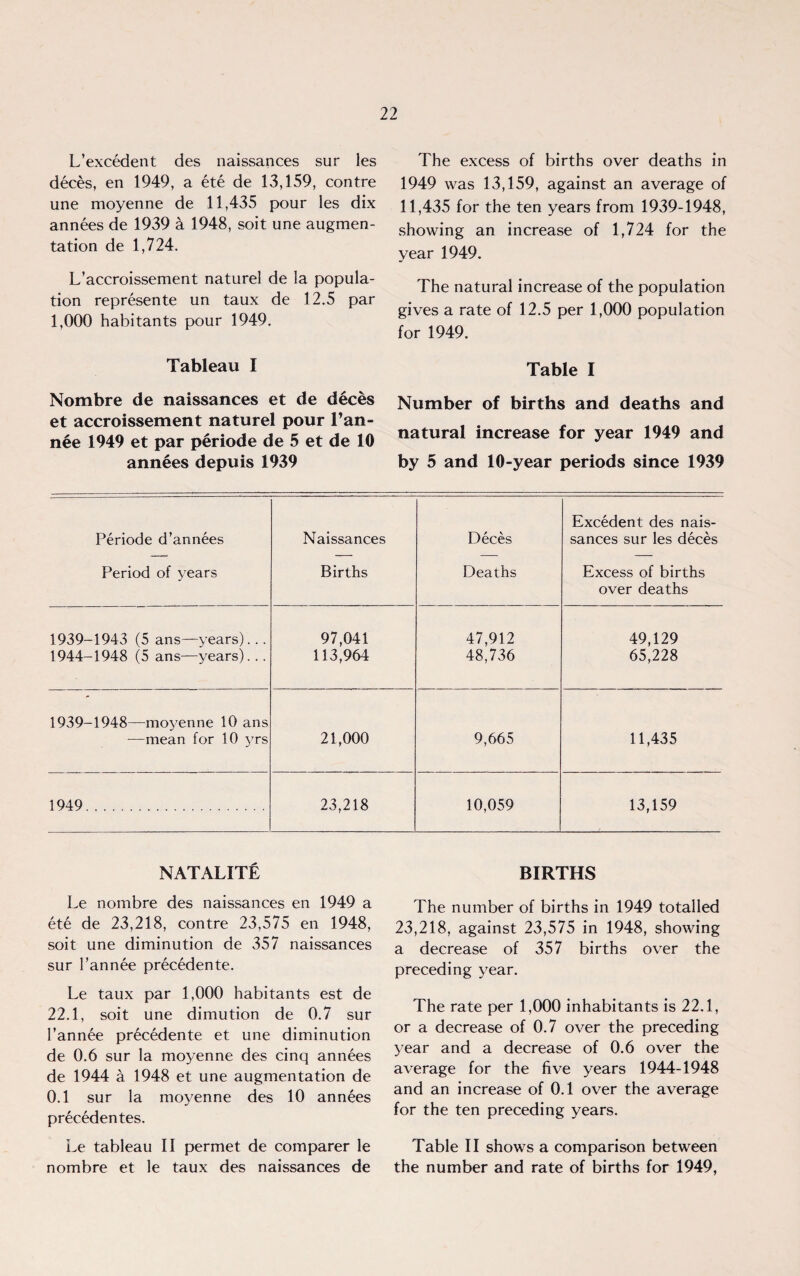 22
L’excédent des naissances sur les
décès, en 1949, a été de 13,159, contre
une moyenne de 11,435 pour les dix
années de 1939 à 1948, soit une augmen-
tation de 1,724.
L’accroissement naturel de la popula-
tion représente un taux de 12.5 par
1,000 habitants pour 1949.
Tableau I
Nombre de naissances et de décès
et accroissement naturel pour l’an-
née 1949 et par période de 5 et de 10
années depuis 1939
The excess of births over deaths in
1949 was 13,159, against an average of
11,435 for the ten years from 1939-1948,
showing an increase of 1,724 for the
year 1949.
The natural increase of the population
gives a rate of 12.5 per 1,000 population
for 1949.
Table I
Number of births and deaths and
natural increase for year 1949 and
by 5 and 10-year periods since 1939
Période d’années
—
Period of years
Naissances
—
Births
Décès
—
Deaths
Excédent des nais-
sances sur les décès
—
Excess of births
over deaths
1939-1943 (5 ans—years)... 97,041 47,912 49,129
1944-1948 (5 ans—years)... 113,964 48,736 65,228
1939-1948—moyenne 10 ans
—mean for 10 yrs 21,000 9,665 11,435
1949...................... 23,218 10,059 13,159
NATALITÉ
Le nombre des naissances en 1949 a
été de 23,218, contre 23,575 en 1948,
soit une diminution de 357 naissances
sur l’année précédente.
Le taux par 1,000 habitants est de
22.1, soit une dimution de 0.7 sur
l’année précédente et une diminution
de 0.6 sur la moyenne des cinq années
de 1944 à 1948 et une augmentation de
0.1 sur la moyenne des 10 années
précédentes.
Le tableau II permet de comparer le
nombre et le taux des naissances de
BIRTHS
The number of births in 1949 totalled
23,218, against 23,575 in 1948, showing
a decrease of 357 births over the
preceding year.
The rate per 1,000 inhabitants is 22.1,
or a decrease of 0.7 over the preceding
year and a decrease of 0.6 over the
average for the five years 1944-1948
and an increase of 0.1 over the average
for the ten preceding years.
Table II shows a comparison between
the number and rate of births for 1949,